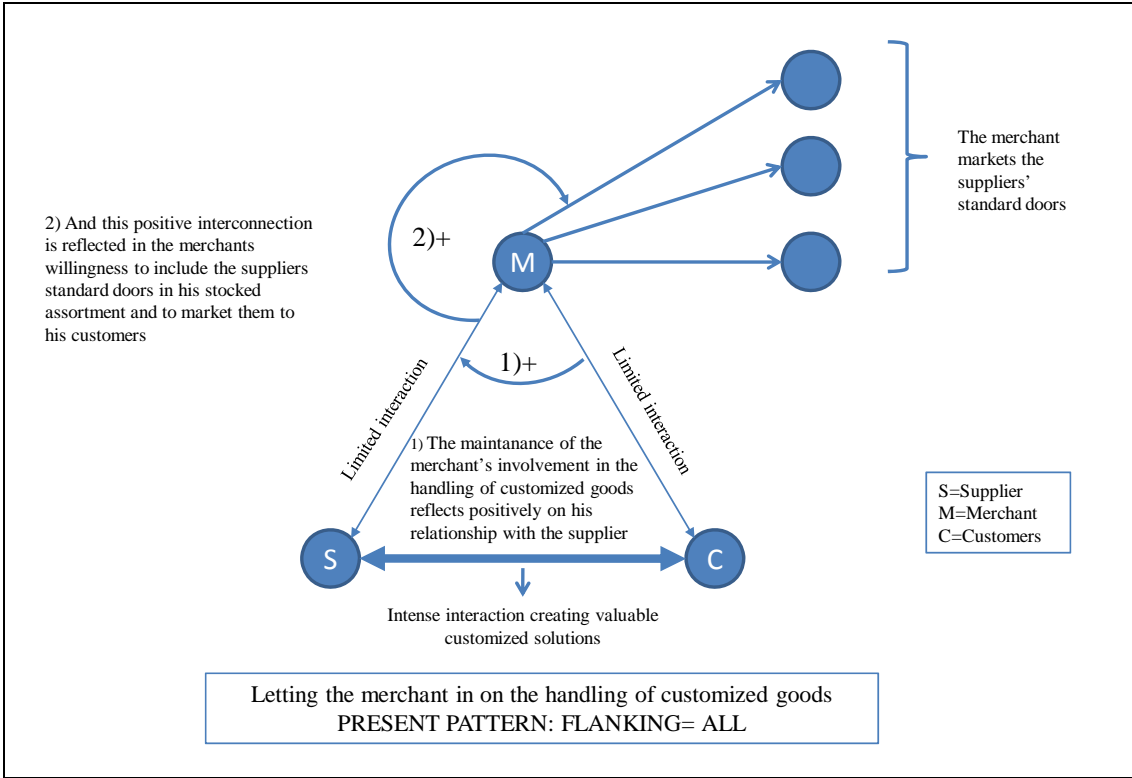 The merchant
markets the
suppliers'
standard doors
2) And this positive interconnection
is reflected in the merchants
willingness to include the suppliers
standard doors in his stocked
assortment and to market them to
his customers
2)+
M
1)+
Limited interaction
Limited interaction
1) The maintanance of the
merchant's involvement in the
handling of customized goods
reflects positively on his
relationship with the supplier
S=Supplier
M=Merchant
C=Customers
S
C
Intense interaction creating valuable
customized solutions
Letting the merchant in on the handling of customized goods
PRESENT PATTERN: FLANKING= ALL